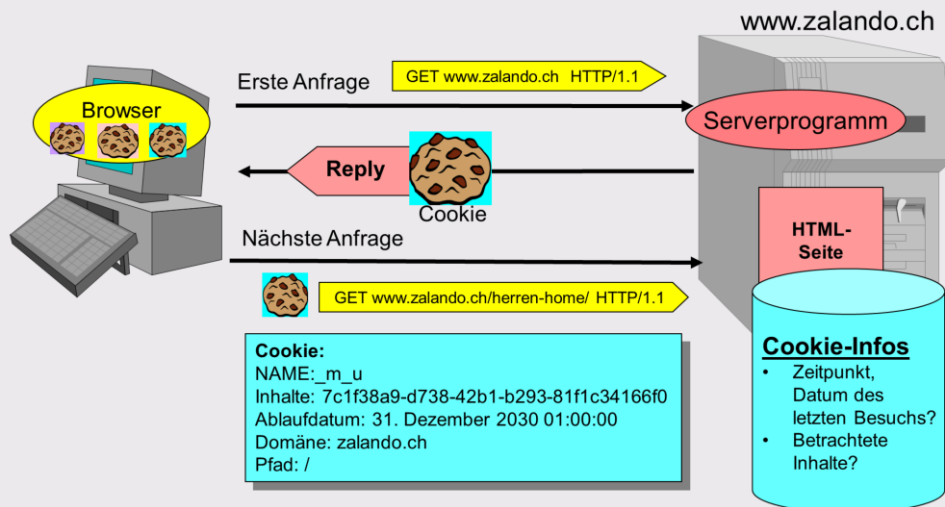 www.zalando.ch
Erste Anfrage
GET www.zalando.ch HTTP/1.1
Browser
Serverprogramm
Reply
Cookie
Nächste Anfrage
HTML-
Seite
GET www.zalando.ch/herren-home/ HTTP/1.1
Cookie:
NAME:_m_u
Inhalte: 7c1f38a9-d738-42b1-b293-81f1c34166f0
Ablaufdatum: 31. Dezember 2030 01:00:00
Domäne: zalando.ch
Pfad: /
Cookie-Infos
• Zeitpunkt,
Datum des
letzten Besuchs?
• Betrachtete
Inhalte?